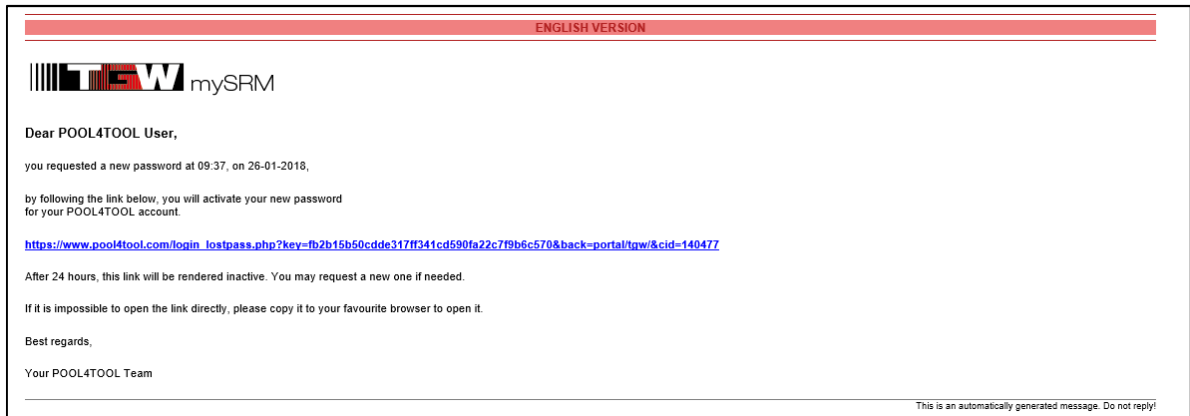 ENGLISH VERSION
TGW mySRM
Dear POOL4TOOL User,
you requested a new password at 09:37, on 26-01-2018,
by following the link below, you will activate your new password
for your POOL4TOOL account.
https://www.pool4tool.com/login_lostpass.php?key=fb2b15b50cdde317ff341cd590fa22c7f9b6c570&back=portal/tgw/&cid=140477
After 24 hours, this link will be rendered inactive. You may request a new one if needed.
If it is impossible to open the link directly, please copy it to your favourite browser to open it.
Best regards,
Your POOL4TOOL Team
This is an automatically generated message. Do not reply!